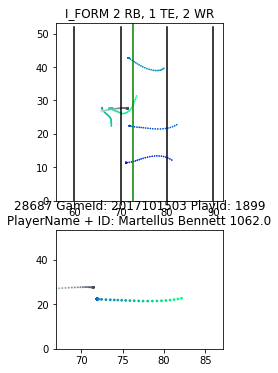 I_FORM 2 RB, 1 TE, 2 WR
50
40
30
20
10
0
60 70 80 90
28687 GameId: 2017101503 PlayId: 1899
PlayerName + ID: Martellus Bennett 1062.0
40
20
0
70 75 80 85